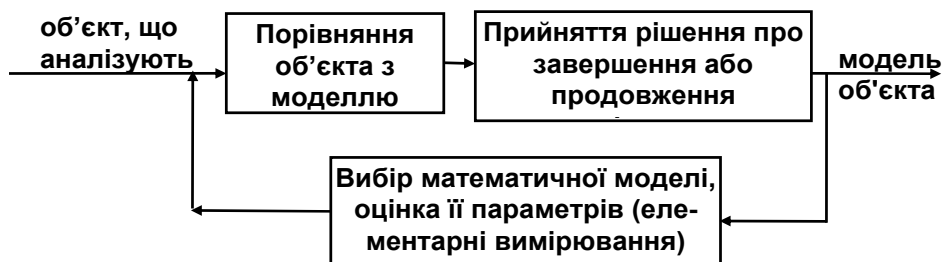 об’єкт, що
аналізують
Порівняння
об’єкта з
моделлю
Прийняття рішення про
завершення або
продовження
модель
об'єкта
Вибір математичної моделі,
оцінка її параметрів (еле-
ментарні вимірювання)